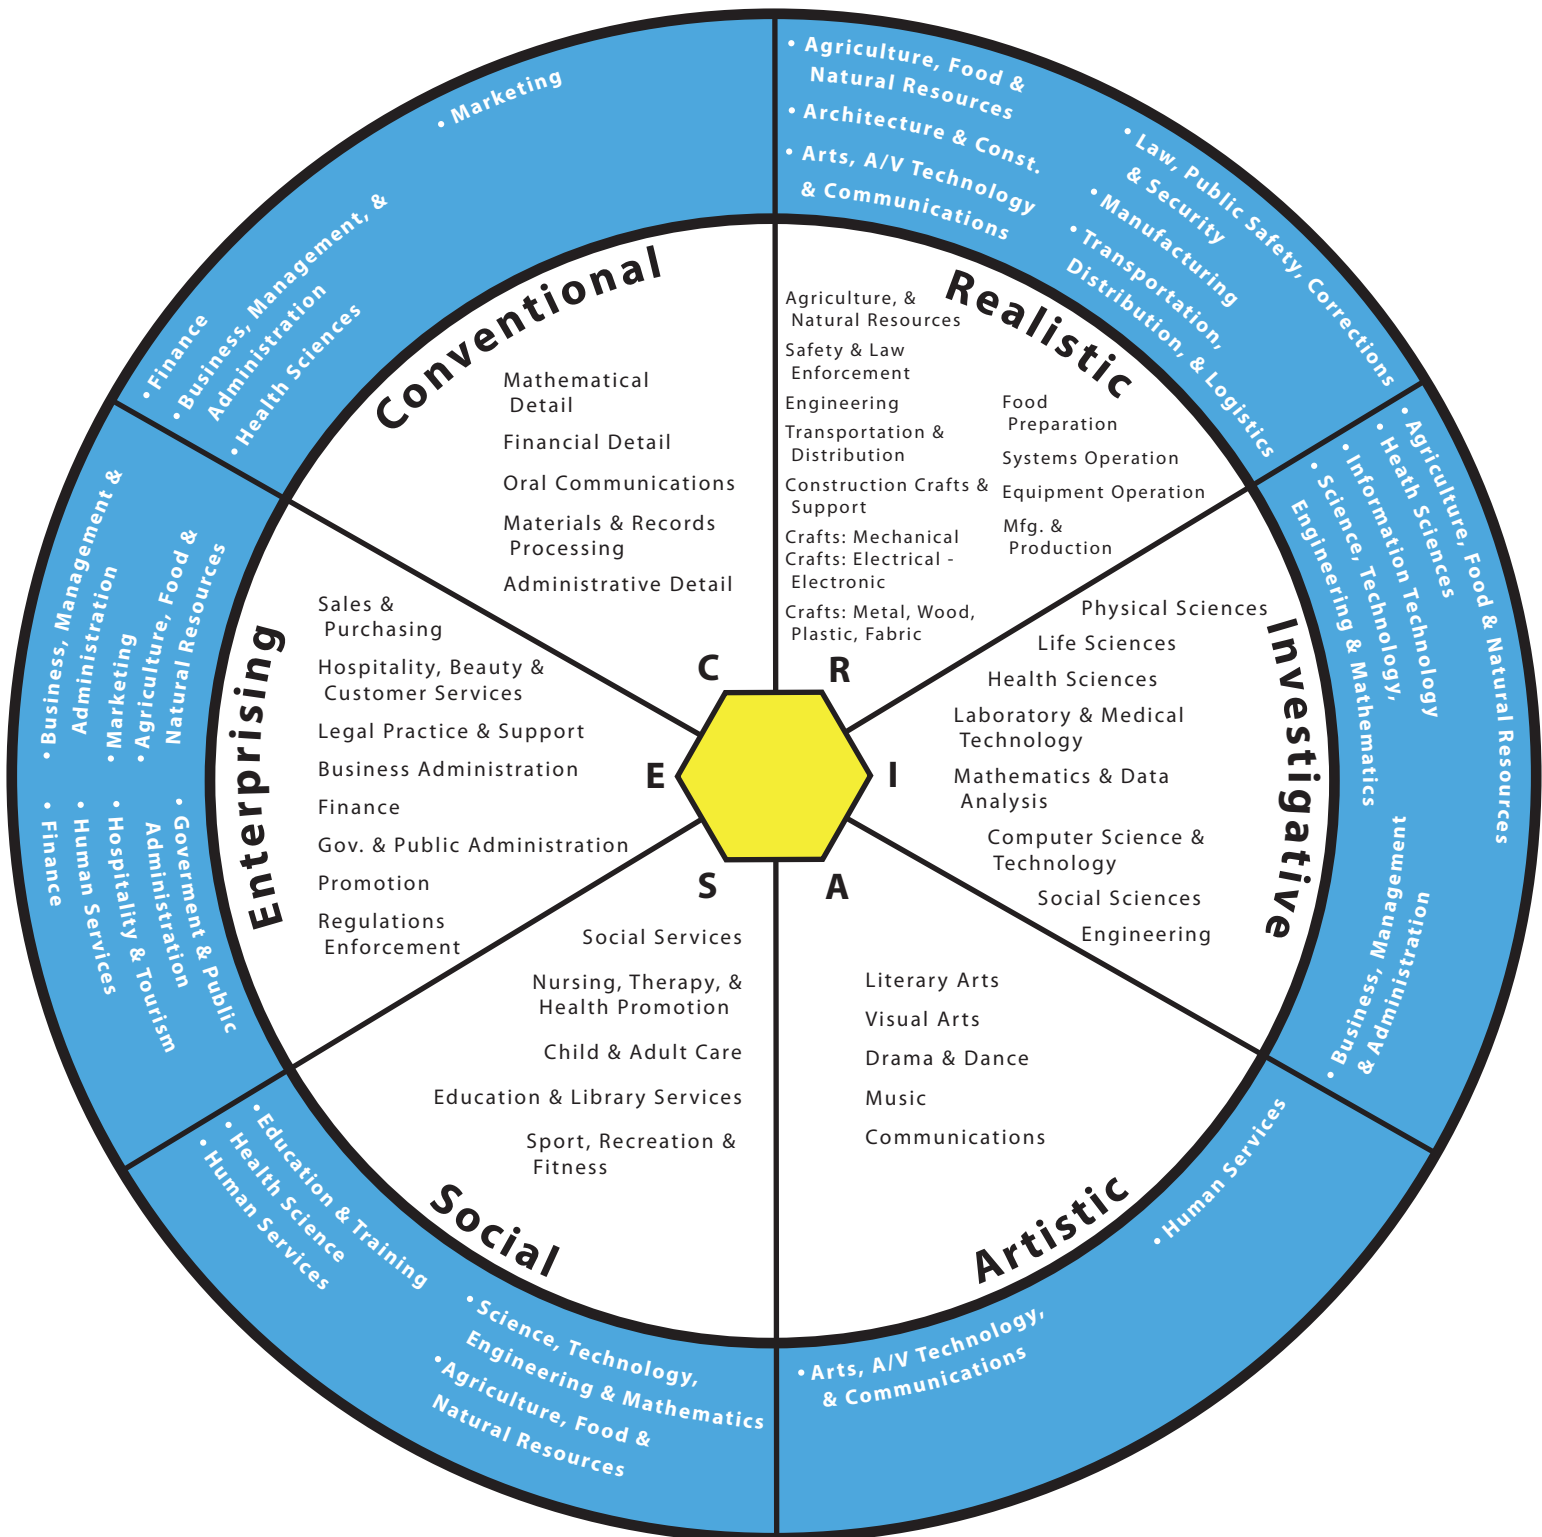 • Agriculture, Food &
Natural Resources
• Architecture & Const.
• Arts, A/V Technology
& Communications
• Law, Public Safety, Corrections
& Security
• Manufacturing
• Transportation,
Distribution, & Logistics
Realistic
Agriculture, &
Natural Resources
Safety & Law
Enforcement
Engineering
Transportation &
Distribution
Construction Crafts &
Support
Crafts: Mechanical
Crafts: Electrical -
Electronic
Crafts: Metal, Wood,
Plastic, Fabric
Food
Preparation
Systems Operation
Equipment Operation
Mfg. &
Production
• Agriculture, Food & Natural Resources
• Heath Sciences
• Information Technology
• Science, Technology,
Engineering & Mathematics
• Business, Management
& Administration
Investigative
Physical Sciences
Life Sciences
Health Sciences
Laboratory & Medical
Technology
Mathematics & Data
Analysis
Computer Science &
Technology
Social Sciences
Engineering
• Human Services
• Arts, A/V Technology,
& Communications
Artistic
Literary Arts
Visual Arts
Drama & Dance
Music
Communications
• Education & Training
• Health Science
• Human Services
• Science, Technology,
Engineering & Mathematics
• Agriculture, Food &
Natural Resources
Social
Social Services
Nursing, Therapy, &
Health Promotion
Child & Adult Care
Education & Library Services
Sport, Recreation &
Fitness
• Business, Management &
Administration
• Marketing
• Agriculture, Food &
Natural Resources
• Goverment & Public
Administration
• Hospitality & Tourism
• Human Services
• Finance
Enterprising
Sales &
Purchasing
Hospitality, Beauty &
Customer Services
Legal Practice & Support
Business Administration
Finance
Gov. & Public Administration
Promotion
Regulations
Enforcement
• Marketing
• Finance
• Business, Management, &
Administration
• Health Sciences
Conventional
Mathematical
Detail
Financial Detail
Oral Communications
Materials & Records
Processing
Administrative Detail
C
R
E
I
S
A